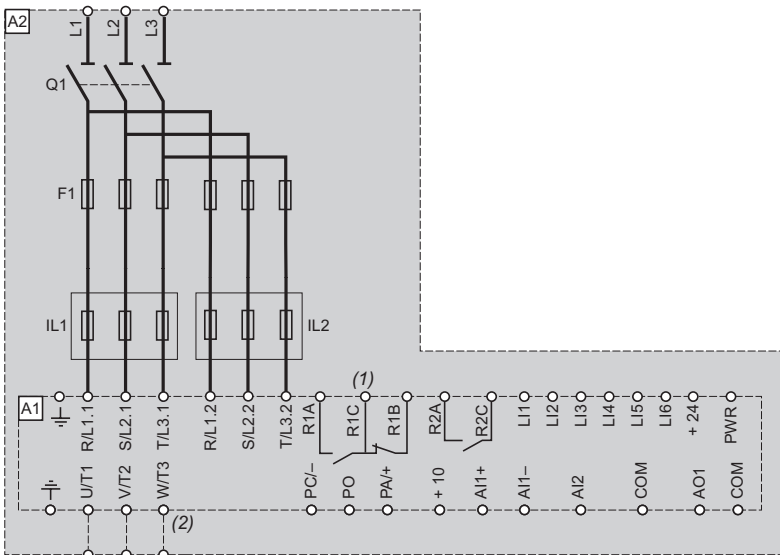 A2
L1 L2 L3
Q1
F1
IL1 IL2
(1)
A1 R/L1.1 S/L2.1 T/L3.1 R/L1.2 S/L2.2 T/L3.2 R1A R1C R1B R2A R2C LI1 LI2 LI3 LI4 LI5 LI6 + 24 PWR
U/T1 V/T2 W/T3 PC/– PO PA/+ + 10 AI1+ AI1– AI2 COM AO1 COM
(2)